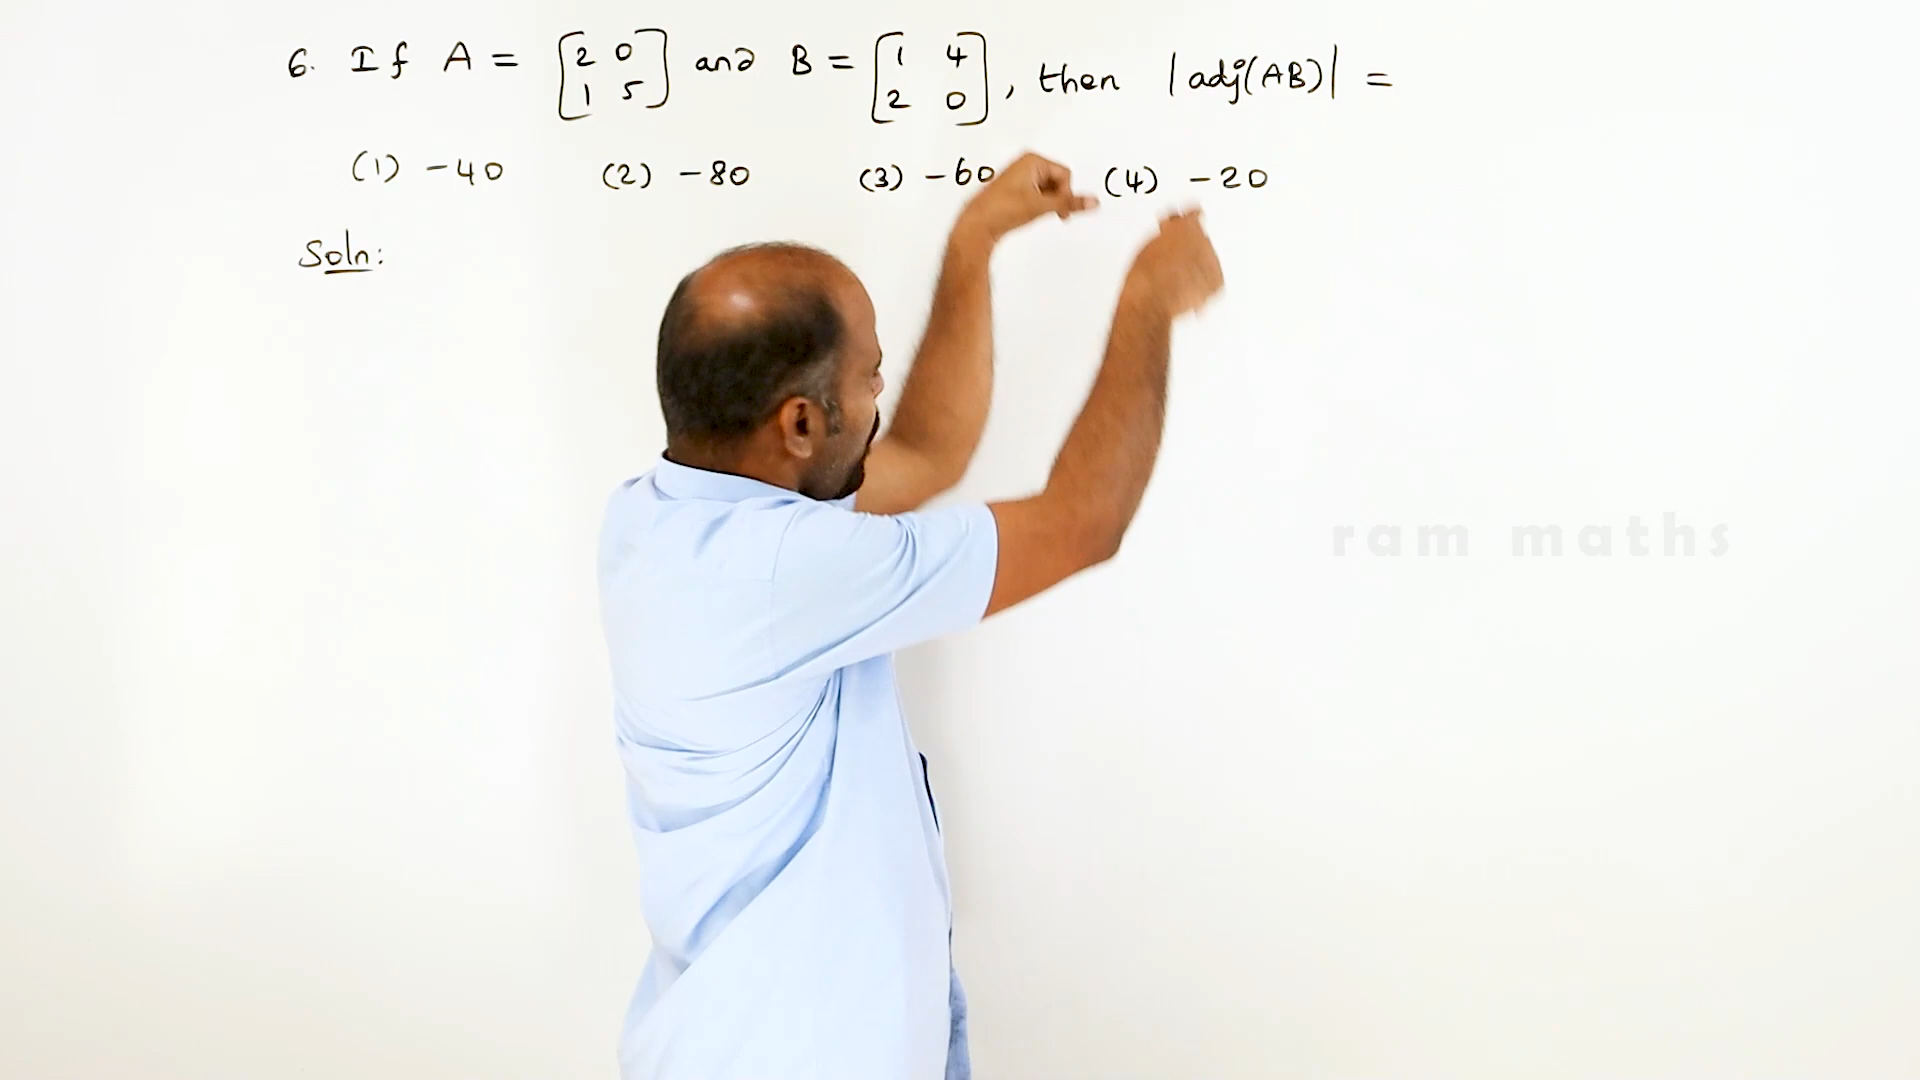 6. If A = [2 0 1 5] and B = [1 4 2 0], then |adj(AB)| =
(1) -40 (2) -80 (3) -60 (4) -20
Soln:
ram maths